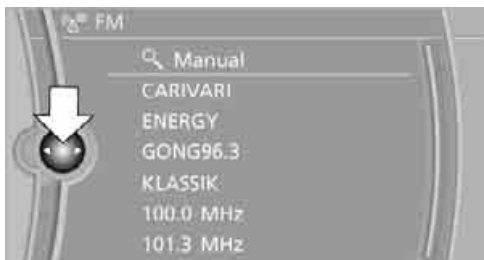 FM
Manual
CARIVARI
ENERGY
GONG96.3
KLASSIK
100.0 MHz
101.3 MHz